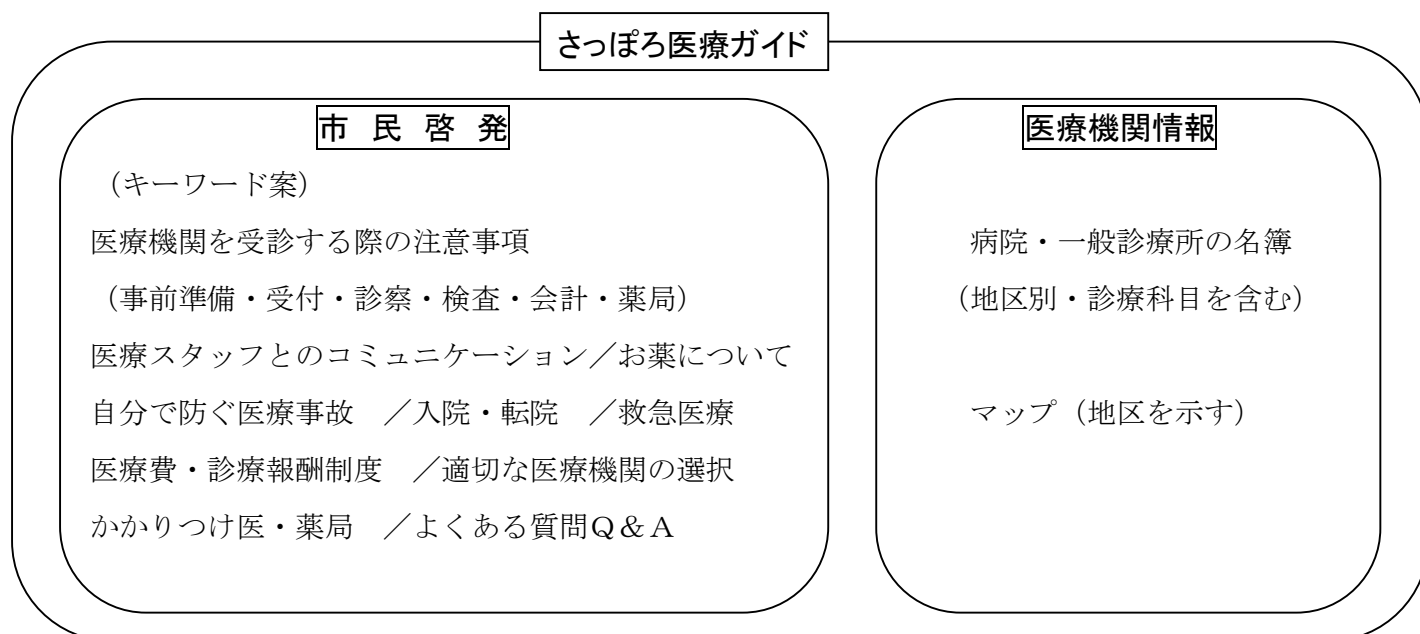 さっぽろ医療ガイド
市 民 啓 発
（キーワード案）
医療機関を受診する際の注意事項
（事前準備・受付・診察・検査・会計・薬局）
医療スタッフとのコミュニケーション／お薬について
自分で防ぐ医療事故　／入院・転院　／救急医療
医療費・診療報酬制度　／適切な医療機関の選択
かかりつけ医・薬局　／よくある質問Ｑ＆Ａ
医療機関情報
病院・一般診療所の名簿
（地区別・診療科目を含む）
マップ（地区を示す）